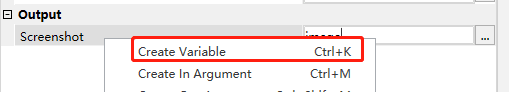 Output
Screenshot
...
Create Variable Ctrl+K
Create In Argument Ctrl+M